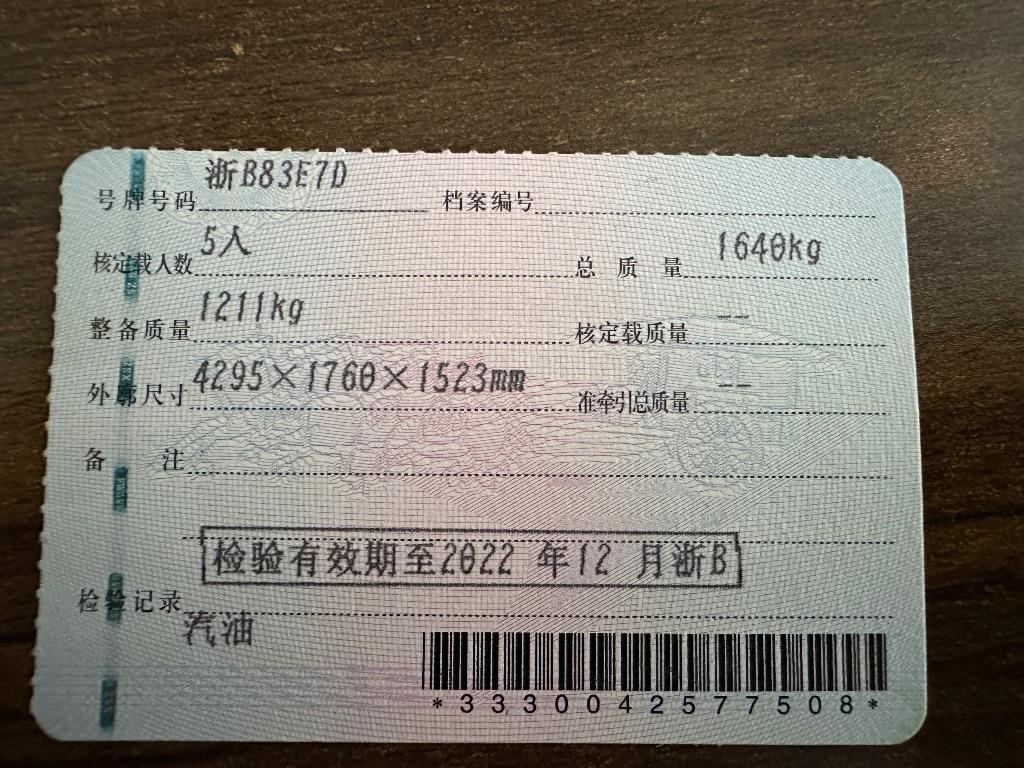 号牌号码 浙B83E7D 档案编号
核定载人数 5人 总质量 1640kg
整备质量 1211kg 核定载质量 --
外廓尺寸 4295×1760×1523mm 准牵引总质量 --
备注
检验有效期至2022 年12 月浙B
检验记录
汽油
*3330042577508*